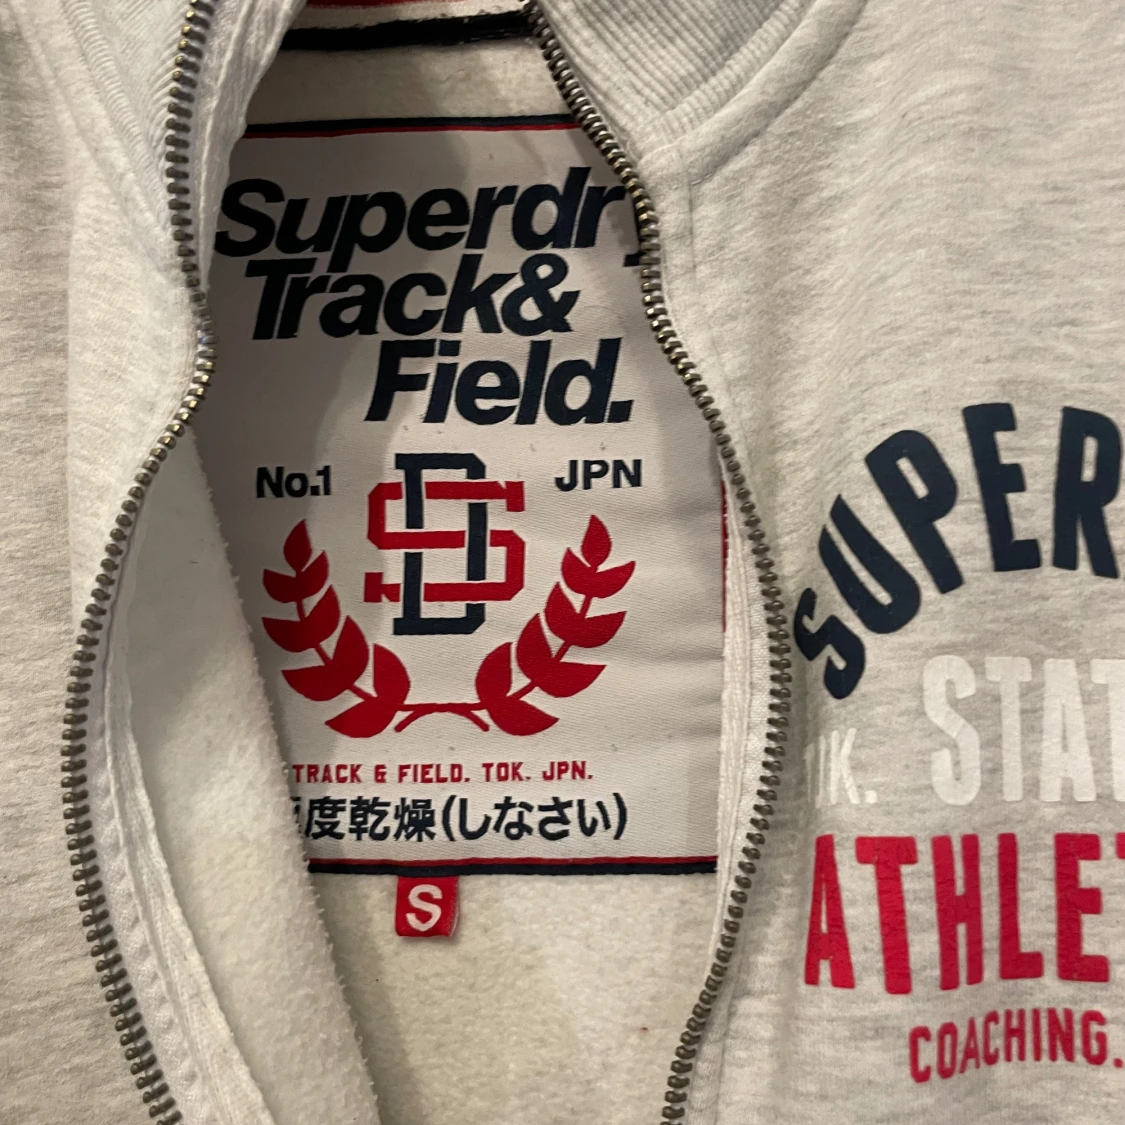 Superdry
Track&
Field.
No.1
JPN
SD
TRACK & FIELD. TOK. JPN.
度乾燥(しなさい)
S
SUPER
STAT
K.
ATHLET
COACHING.